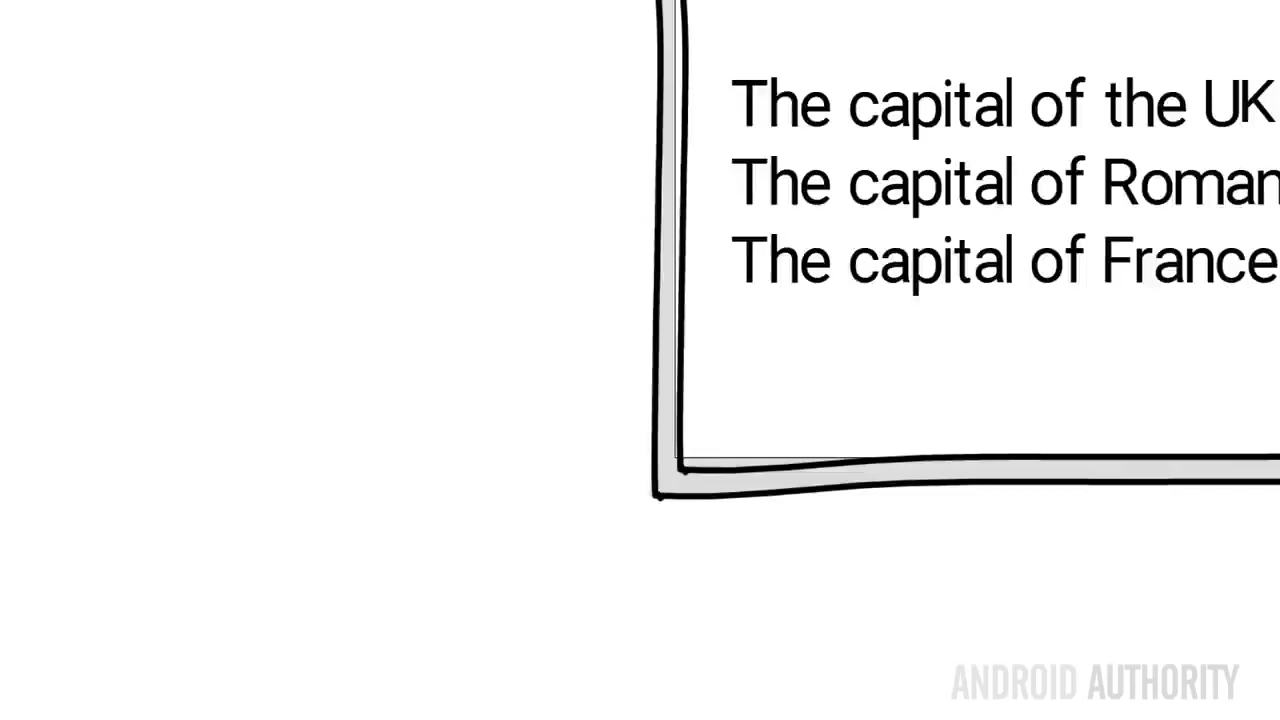 The capital of the UK
The capital of Roman
The capital of France
ANDROID AUTHORITY